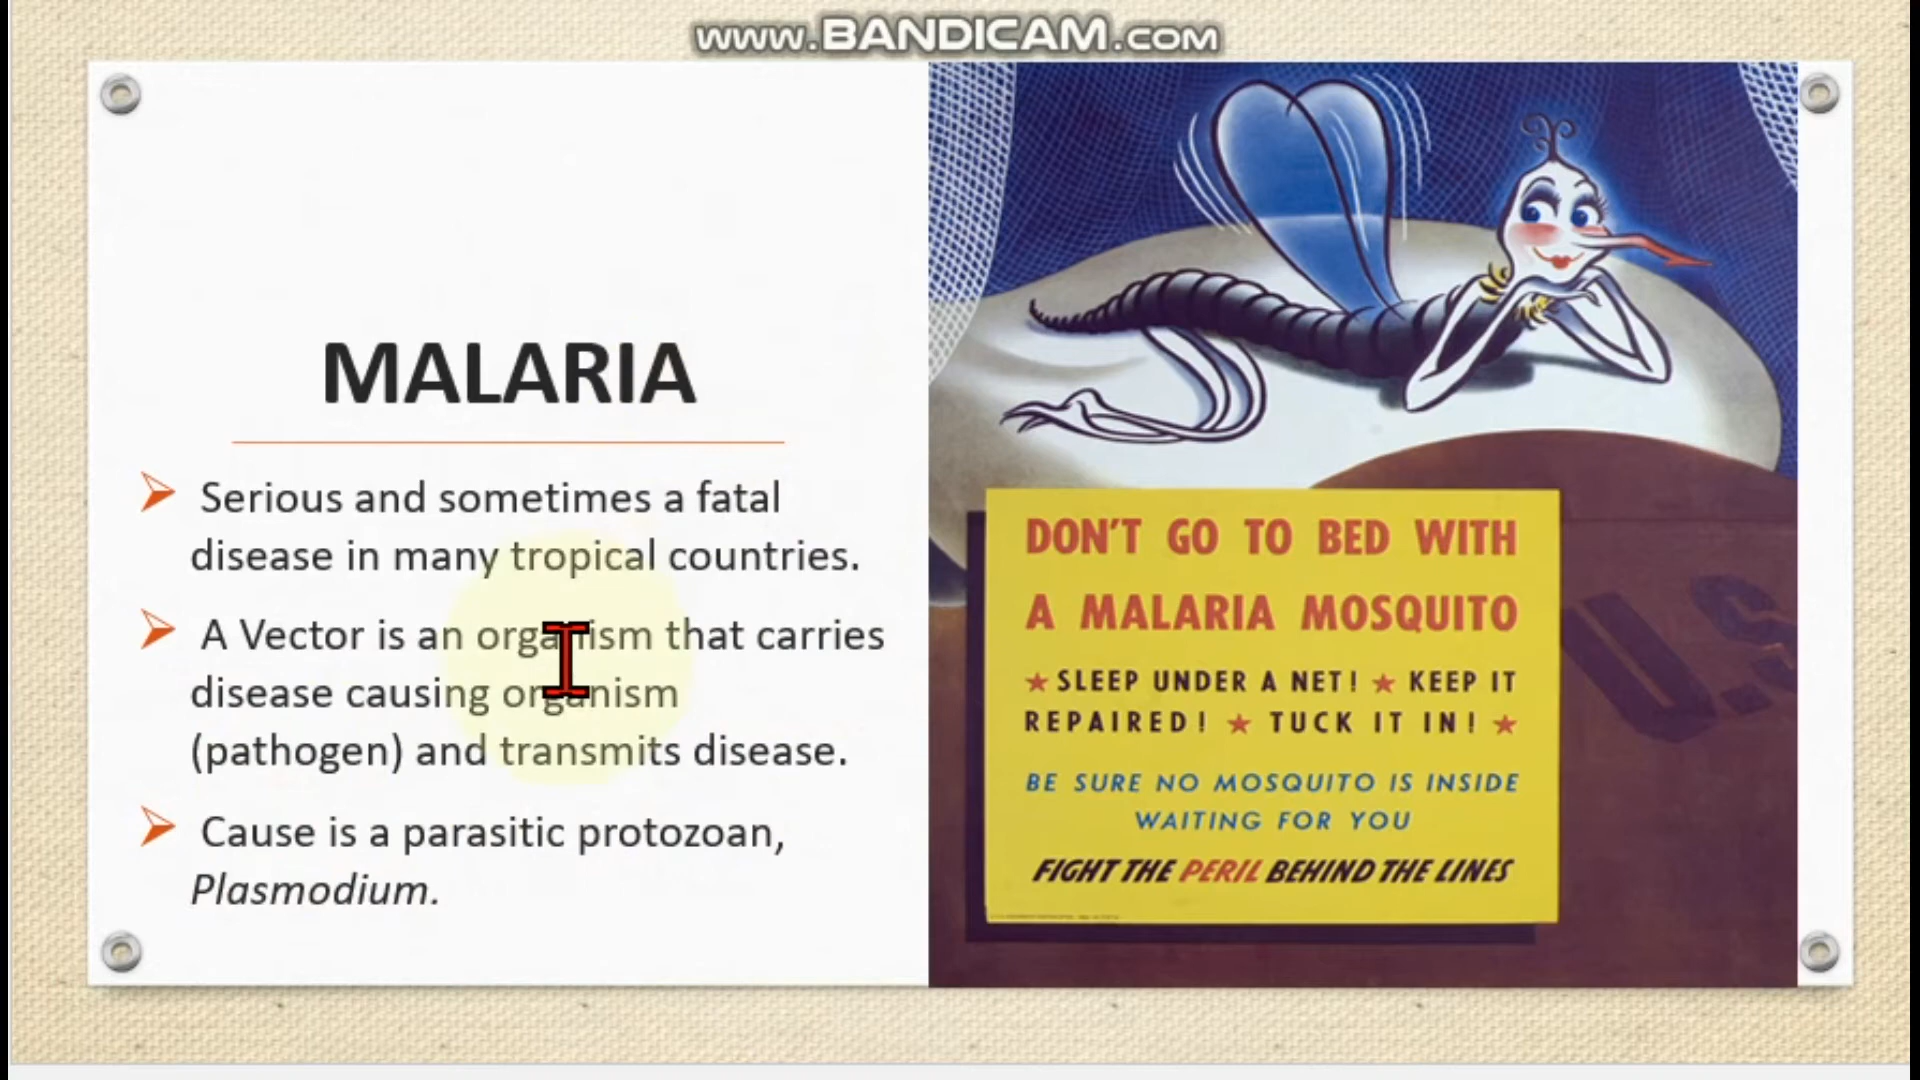 www.BANDICAM.com
MALARIA
Serious and sometimes a fatal
disease in many tropical countries.
A Vector is an organism that carries
disease causing organism
(pathogen) and transmits disease.
Cause is a parasitic protozoan,
Plasmodium.
DON'T GO TO BED WITH
A MALARIA MOSQUITO
★ SLEEP UNDER A NET! ★ KEEP IT
REPAIRED! ★ TUCK IT IN! ★
BE SURE NO MOSQUITO IS INSIDE
WAITING FOR YOU
FIGHT THE PERIL BEHIND THE LINES
U.S